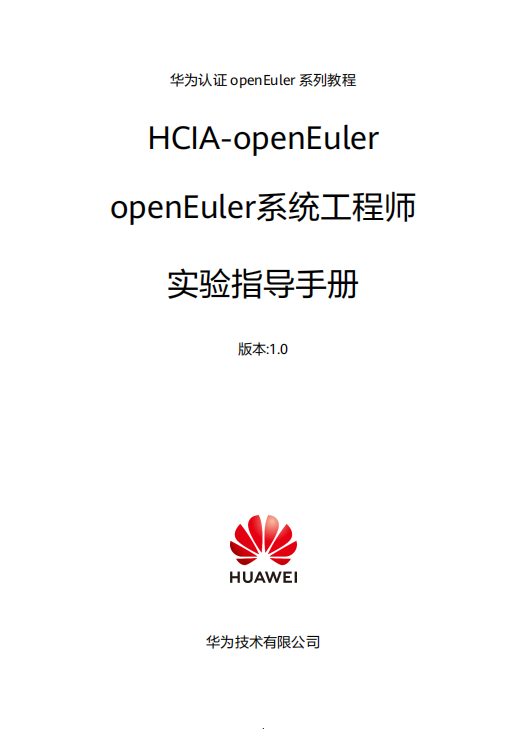 华为认证 openEuler 系列教程
HCIA-openEuler
openEuler系统工程师
实验指导手册
版本:1.0
HUAWEI
华为技术有限公司